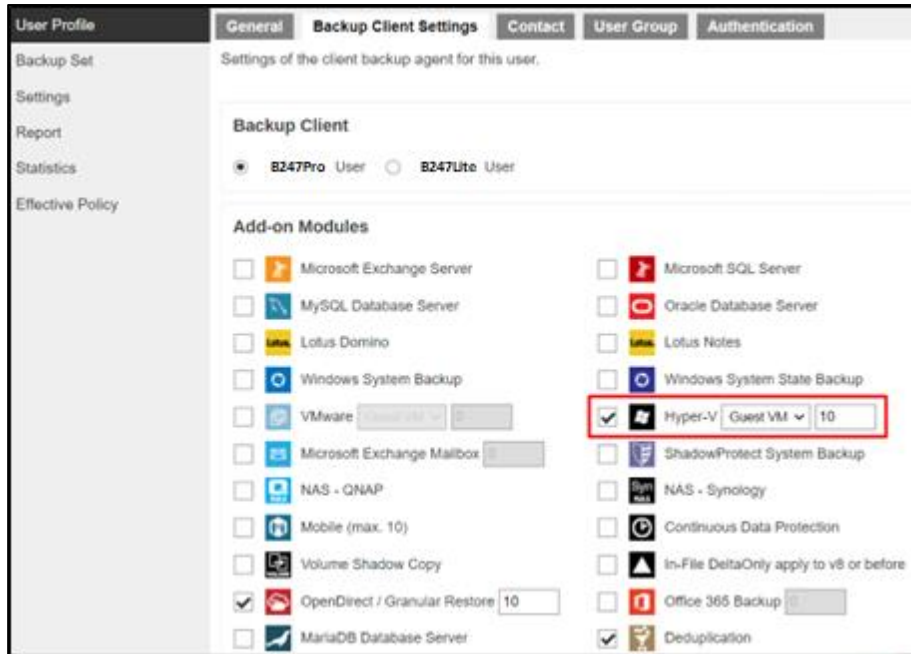 User Profile
Backup Set
Settings
Report
Statistics
Effective Policy
General Backup Client Settings Contact User Group Authentication
Settings of the client backup agent for this user.
Backup Client
B247Pro User B247Lite User
Add-on Modules
Microsoft Exchange Server Microsoft SQL Server
MySQL Database Server Oracle Database Server
Lotus Domino Lotus Notes
Windows System Backup Windows System State Backup
VMware Guest VM 0 Hyper-V Guest VM 10
Microsoft Exchange Mailbox 0 ShadowProtect System Backup
NAS - QNAP NAS - Synology
Mobile (max. 10) Continuous Data Protection
Volume Shadow Copy In-File DeltaOnly apply to v8 or before
OpenDirect / Granular Restore 10 Office 365 Backup 0
MariaDB Database Server Deduplication